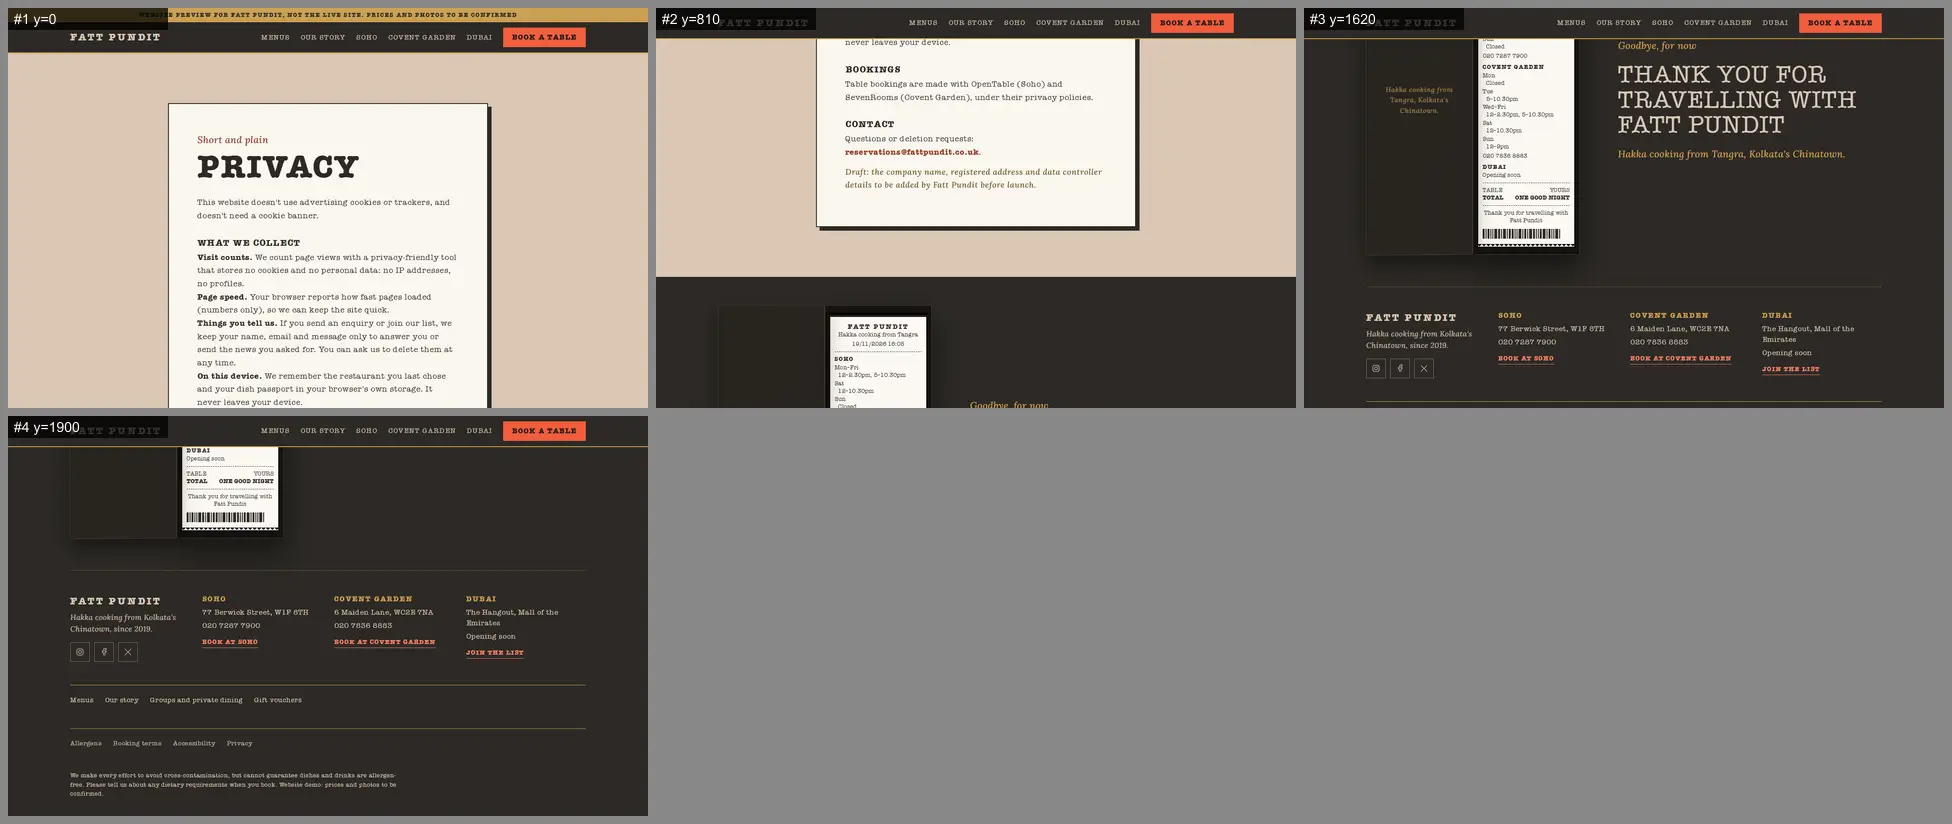 #1 y=0
WEBSITE PREVIEW FOR FATT PUNDIT, NOT THE LIVE SITE. PRICES AND PHOTOS TO BE CONFIRMED
FATT PUNDIT MENUS OUR STORY SOHO COVENT GARDEN DUBAI BOOK A TABLE
Short and plain
PRIVACY
This website doesn't use advertising cookies or trackers, and
doesn't need a cookie banner.
WHAT WE COLLECT
Visit counts. We count page views with a privacy-friendly tool
that stores no cookies and no personal data: no IP addresses,
no profiles.
Page speed. Your browser reports how fast pages loaded
(numbers only), so we can keep the site quick.
Things you tell us. If you send an enquiry or join our list, we
keep your name, email and message only to answer you or
send the news you asked for. You can ask us to delete them at
any time.
On this device. We remember the restaurant you last chose
and your dish passport in your browser's own storage. It
never leaves your device.
#2 y=810
FATT PUNDIT MENUS OUR STORY SOHO COVENT GARDEN DUBAI BOOK A TABLE
never leaves your device.
BOOKINGS
Table bookings are made with OpenTable (Soho) and
SevenRooms (Covent Garden), under their privacy policies.
CONTACT
Questions or deletion requests:
reservations@fattpundit.co.uk.
Draft: the company name, registered address and data controller
details to be added by Fatt Pundit before launch.
FATT PUNDIT
Hakka cooking from Tangra
19/11/2026 16:05
SOHO
Mon-Fri
12-2.30pm, 5-10.30pm
Sat
12-10.30pm
Sun
Closed
Goodbye, for now
#3 y=1620
FATT PUNDIT MENUS OUR STORY SOHO COVENT GARDEN DUBAI BOOK A TABLE
Hakka cooking from
Tangra, Kolkata's
Chinatown.
Sun
Closed
020 7287 7900
COVENT GARDEN
Mon
Closed
Tue
5-10.30pm
Wed-Fri
12-2.30pm, 5-10.30pm
Sat
12-10.30pm
Sun
12-9pm
020 7836 8883
DUBAI
Opening soon
TABLE YOURS
TOTAL ONE GOOD NIGHT
Thank you for travelling with
Fatt Pundit
Goodbye, for now
THANK YOU FOR
TRAVELLING WITH
FATT PUNDIT
Hakka cooking from Tangra, Kolkata's Chinatown.
FATT PUNDIT
Hakka cooking from Kolkata's
Chinatown, since 2019.
SOHO
77 Berwick Street, W1F 8TH
020 7287 7900
BOOK AT SOHO
COVENT GARDEN
6 Maiden Lane, WC2E 7NA
020 7836 8883
BOOK AT COVENT GARDEN
DUBAI
The Hangout, Mall of the
Emirates
Opening soon
JOIN THE LIST
#4 y=1900
FATT PUNDIT MENUS OUR STORY SOHO COVENT GARDEN DUBAI BOOK A TABLE
DUBAI
Opening soon
TABLE YOURS
TOTAL ONE GOOD NIGHT
Thank you for travelling with
Fatt Pundit
FATT PUNDIT
Hakka cooking from Kolkata's
Chinatown, since 2019.
SOHO
77 Berwick Street, W1F 8TH
020 7287 7900
BOOK AT SOHO
COVENT GARDEN
6 Maiden Lane, WC2E 7NA
020 7836 8883
BOOK AT COVENT GARDEN
DUBAI
The Hangout, Mall of the
Emirates
Opening soon
JOIN THE LIST
Menus Our story Groups and private dining Gift vouchers
Allergens Booking terms Accessibility Privacy
We make every effort to avoid cross-contamination, but cannot guarantee dishes and drinks are allergen-
free. Please tell us about any dietary requirements when you book. Website demo: prices and photos to be
confirmed.